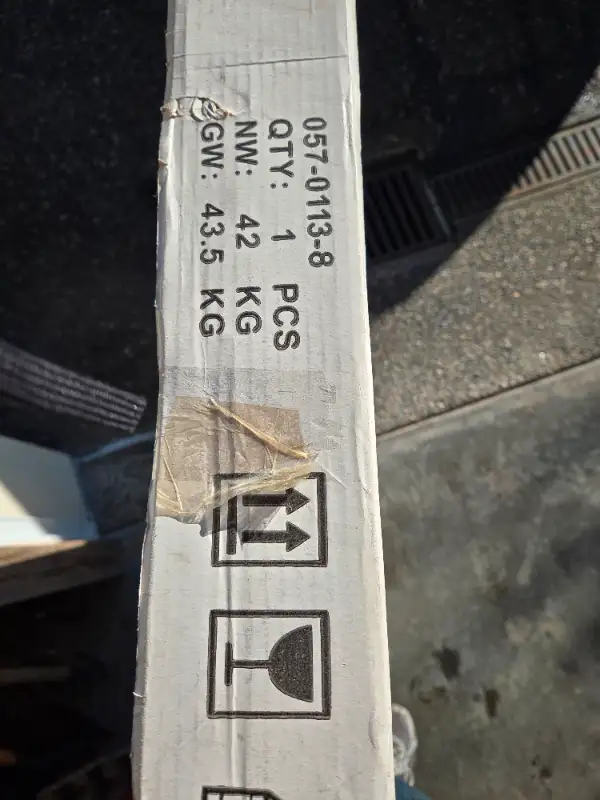 057-0113-8
QTY: 1 PCS
NW: 42 KG
GW: 43.5 KG